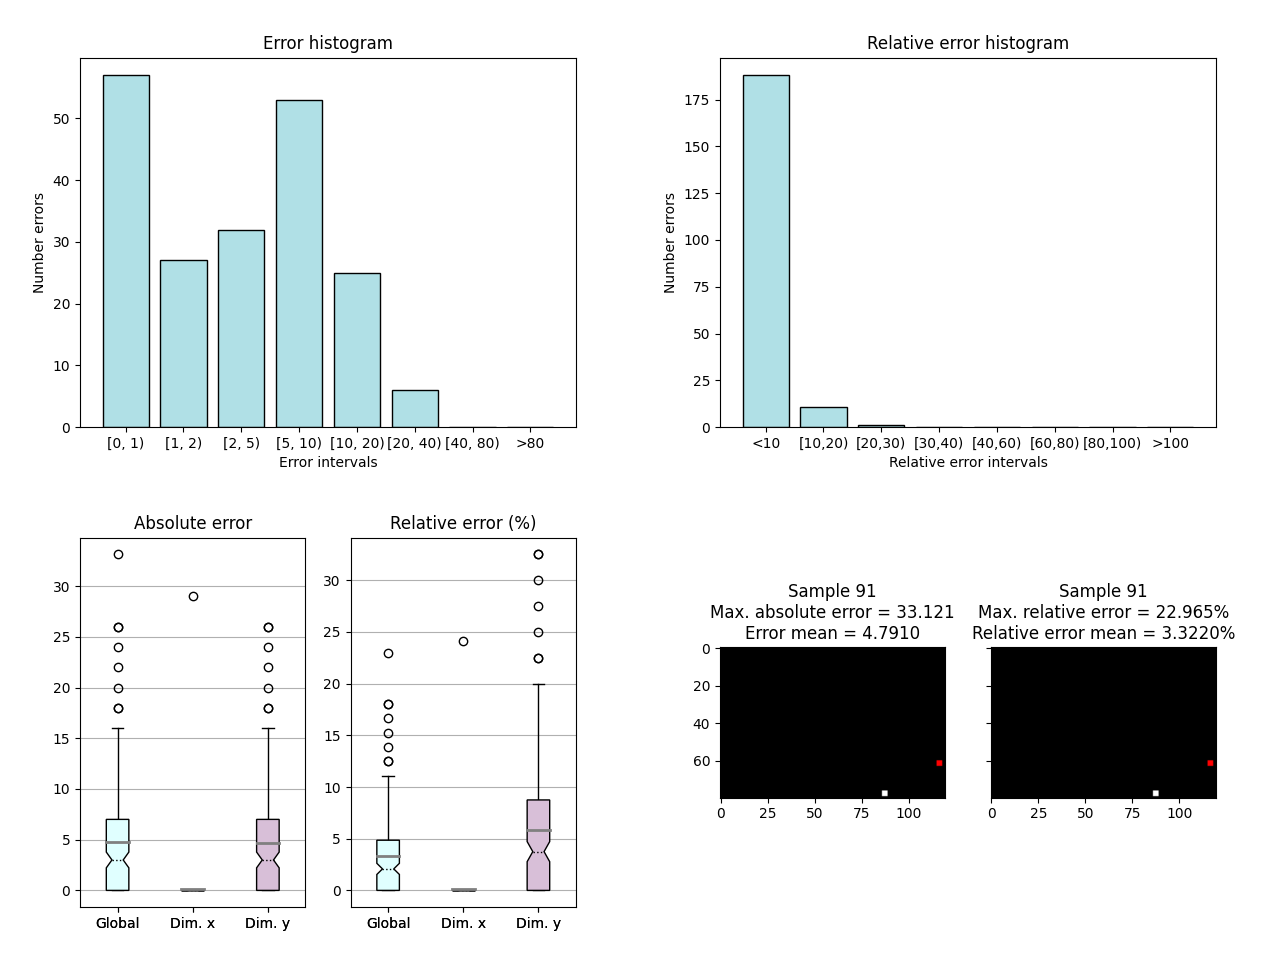 Error histogram
Number errors
50
40
30
20
10
0
[0, 1) [1, 2) [2, 5) [5, 10) [10, 20) [20, 40) [40, 80) >80
Error intervals
Relative error histogram
Number errors
175
150
125
100
75
50
25
0
<10 [10,20) [20,30) [30,40) [40,60) [60,80) [80,100) >100
Relative error intervals
Absolute error
30
25
20
15
10
5
0
Global Dim. x Dim. y
Relative error (%)
30
25
20
15
10
5
0
Global Dim. x Dim. y
Sample 91
Max. absolute error = 33.121
Error mean = 4.7910
0
20
40
60
0 25 50 75 100
Sample 91
Max. relative error = 22.965%
Relative error mean = 3.3220%
0 25 50 75 100